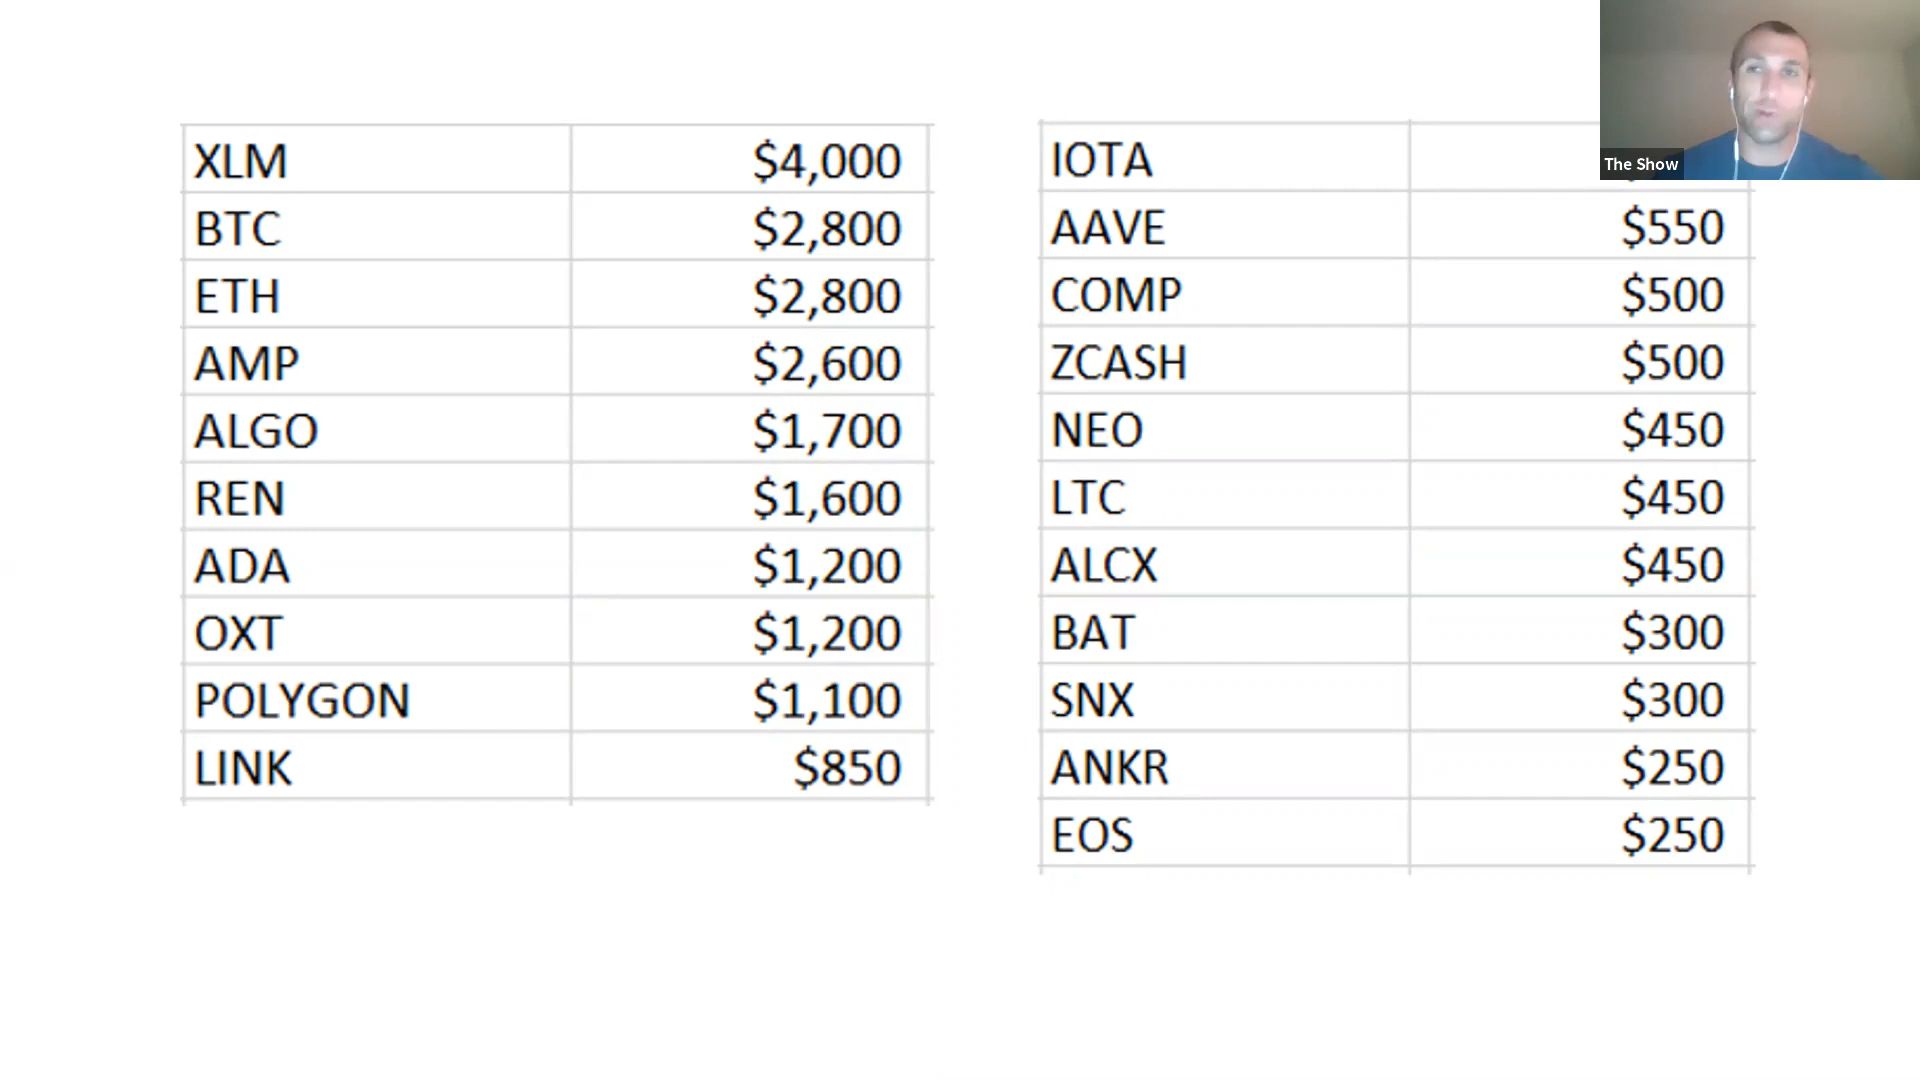 XLM $4,000
BTC $2,800
ETH $2,800
AMP $2,600
ALGO $1,700
REN $1,600
ADA $1,200
OXT $1,200
POLYGON $1,100
LINK $850
IOTA
AAVE $550
COMP $500
ZCASH $500
NEO $450
LTC $450
ALCX $450
BAT $300
SNX $300
ANKR $250
EOS $250
The Show